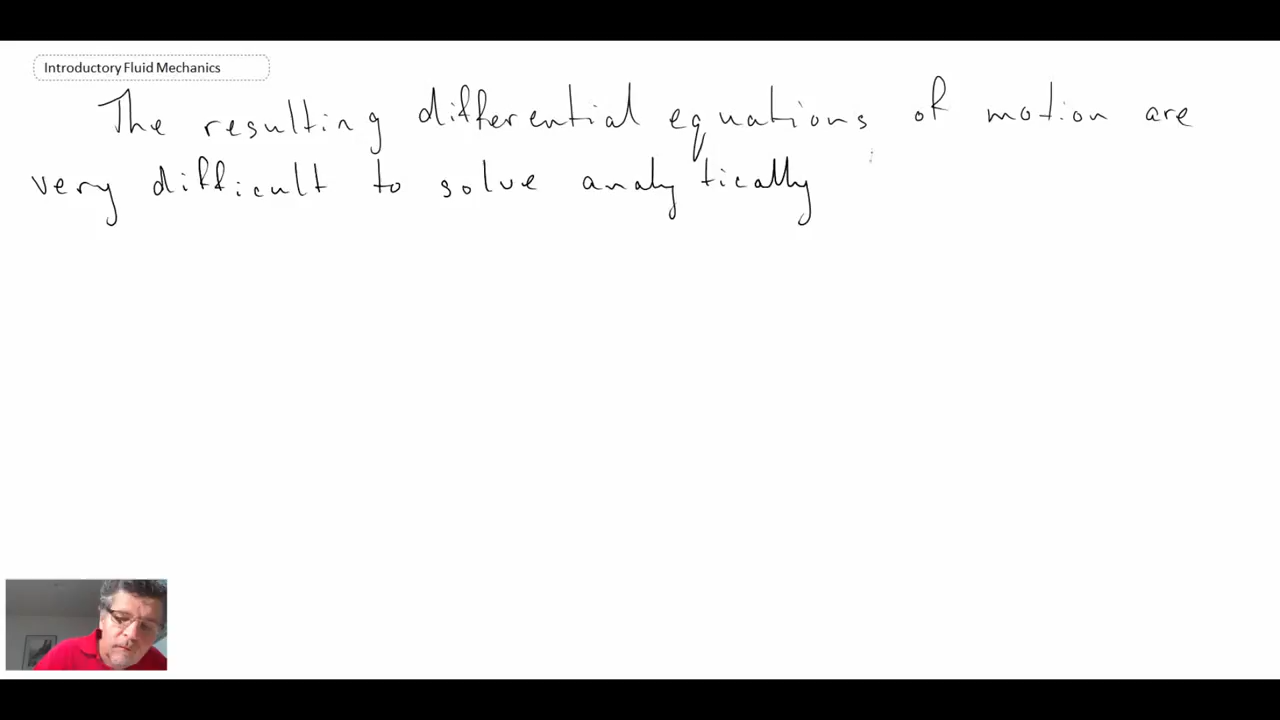 Introductory Fluid Mechanics
The resulting differential equations of motion are
very difficult to solve analytically